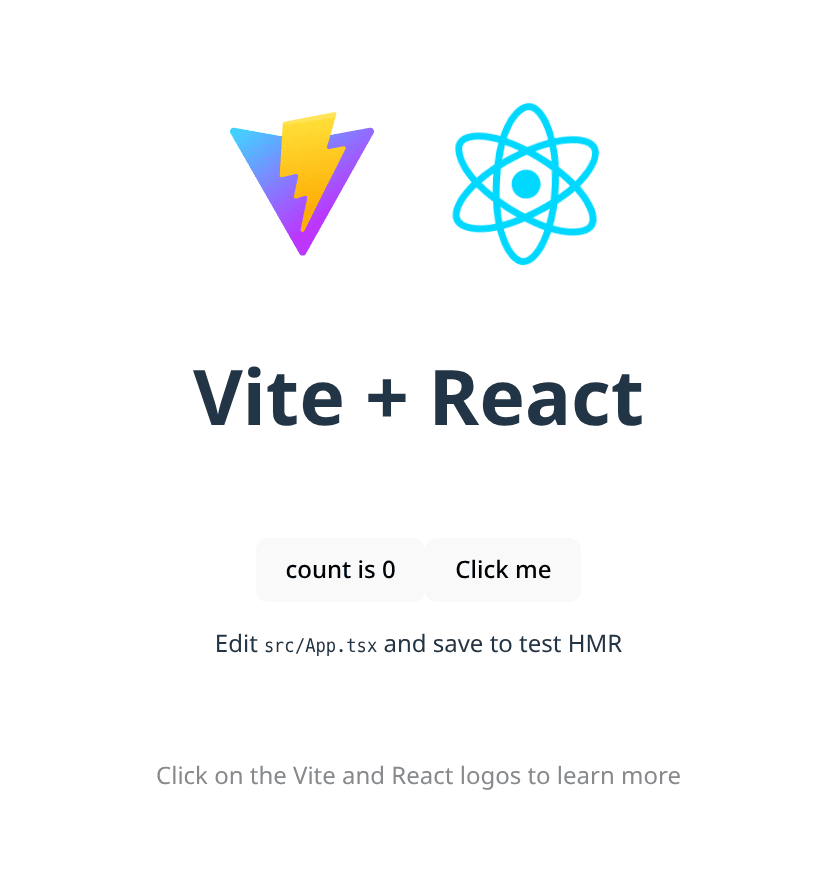 Vite + React
count is 0 Click me
Edit src/App.tsx and save to test HMR
Click on the Vite and React logos to learn more